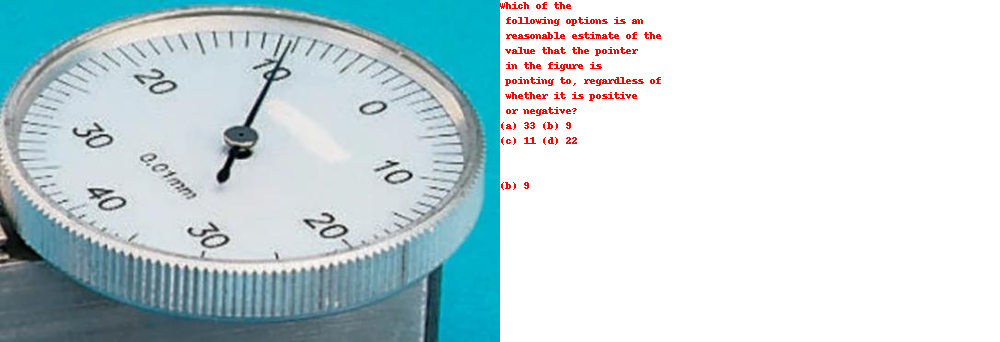 10
20
0
30
10
0.01mm
40
20
30
Which of the
following options is an
reasonable estimate of the
value that the pointer
in the figure is
pointing to, regardless of
whether it is positive
or negative?
(a) 33 (b) 9
(c) 11 (d) 22
(b) 9